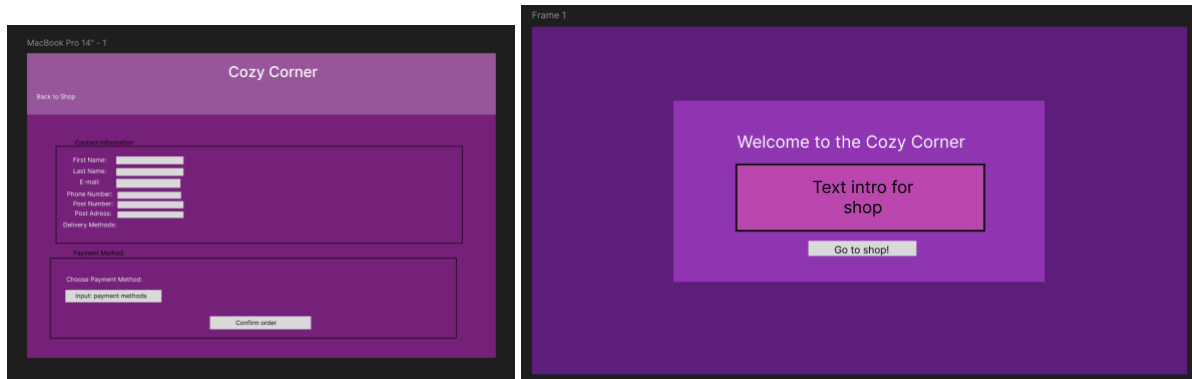 MacBook Pro 14" - 1
Cozy Corner
Back to Shop
Contact Information
First Name:
Last Name:
E-mail:
Phone Number:
Post Number:
Post Adress:
Delivery Methods:
Payment Method
Choose Payment Method:
Input: payment methods
Confirm order
Frame 1
Welcome to the Cozy Corner
Text intro for
shop
Go to shop!